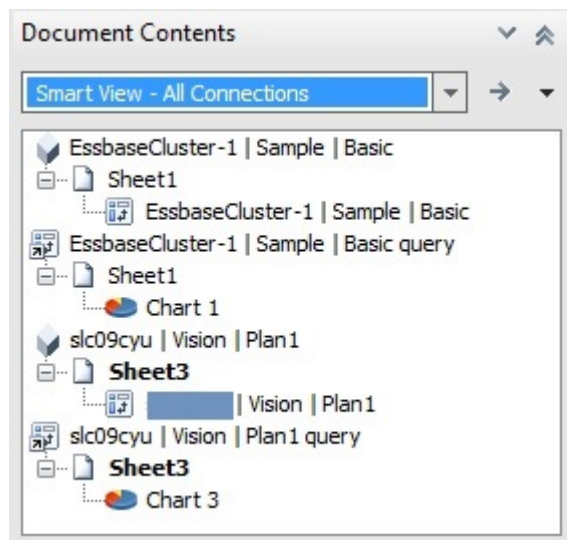 Document Contents
Smart View - All Connections
EssbaseCluster-1 | Sample | Basic
Sheet1
EssbaseCluster-1 | Sample | Basic
EssbaseCluster-1 | Sample | Basic query
Sheet1
Chart 1
slc09cyu | Vision | Plan1
Sheet3
| Vision | Plan1
slc09cyu | Vision | Plan1 query
Sheet3
Chart 3